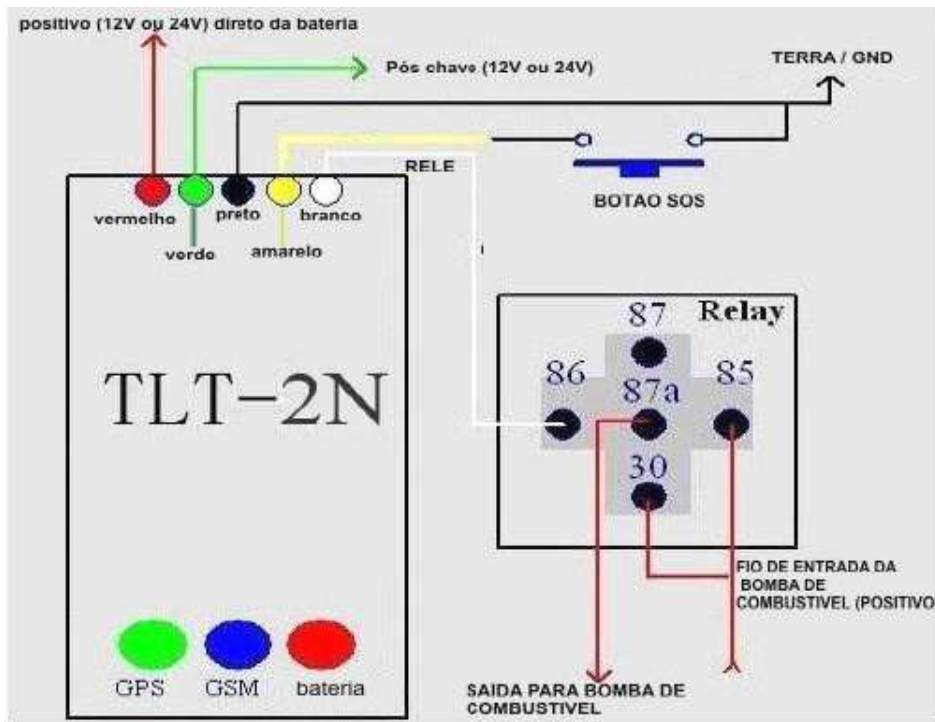 positivo (12V ou 24V) direto da bateria
Pós chave (12V ou 24V)
TERRA / GND
RELE
BOTAO SOS
vermelho
verde
preto
amarelo
branco
TLT-2N
Relay
87
86
87a
85
30
FIO DE ENTRADA DA
BOMBA DE
COMBUSTIVEL (POSITIVO
SAIDA PARA BOMBA DE
COMBUSTIVEL
GPS
GSM
bateria